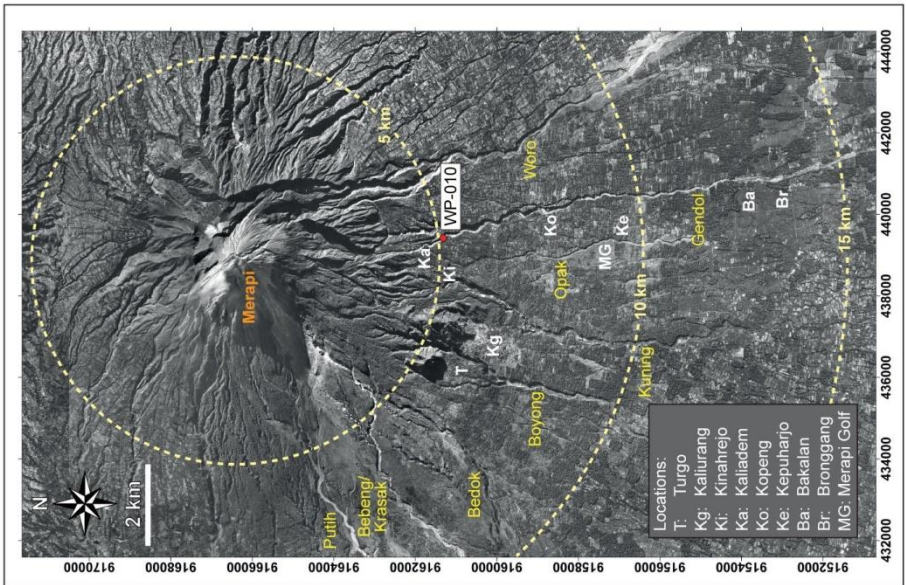 N
2 km
Merapi
5 km
WP-010
Ka
Ki
T
Kg
Putih
Bebeng/
Krasak
Bedok
Boyong
Woro
Ko
Opak
MG
Ke
10 km
Kuning
Gendol
Ba
Br
15 km
Locations:
T: Turgo
Kg: Kaliurang
Ki: Kinahrejo
Ka: Kaliadem
Ko: Kopeng
Ke: Kepuharjo
Ba: Bakalan
Br: Bronggang
MG: Merapi Golf
9170000
9168000
9166000
9164000
9162000
9160000
9158000
9156000
9154000
9152000
432000
434000
436000
438000
440000
442000
444000